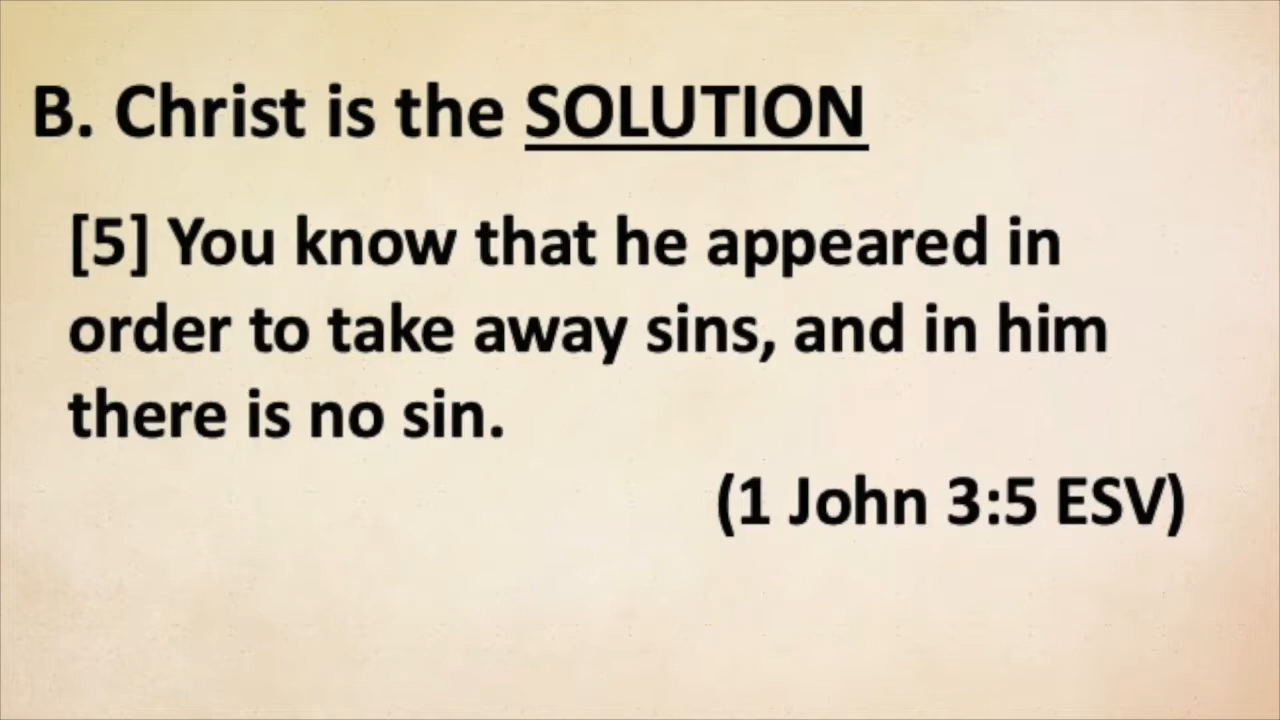 B. Christ is the SOLUTION
[5] You know that he appeared in
order to take away sins, and in him
there is no sin.
(1 John 3:5 ESV)